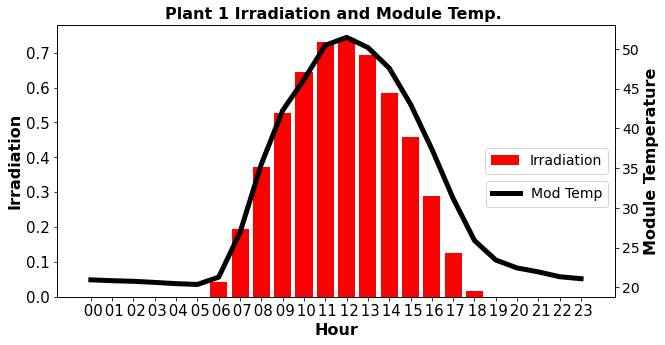 Plant 1 Irradiation and Module Temp.
Irradiation
0.7
0.6
0.5
0.4
0.3
0.2
0.1
0.0
50
45
40
35
30
25
20
Module Temperature
Irradiation
Mod Temp
00 01 02 03 04 05 06 07 08 09 10 11 12 13 14 15 16 17 18 19 20 21 22 23
Hour